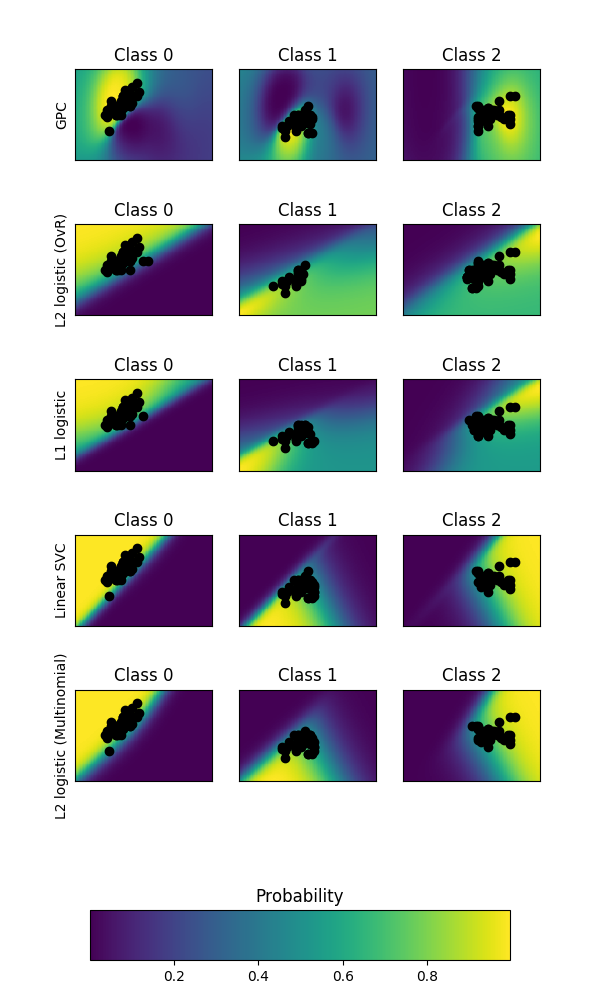 Class 0 Class 1 Class 2
GPC
Class 0 Class 1 Class 2
L2 logistic (OvR)
Class 0 Class 1 Class 2
L1 logistic
Class 0 Class 1 Class 2
Linear SVC
Class 0 Class 1 Class 2
L2 logistic (Multinomial)
Probability
0.2 0.4 0.6 0.8